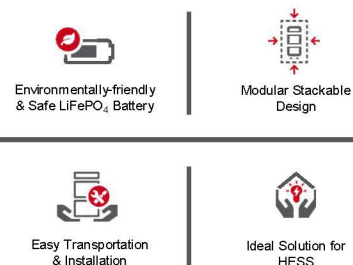 Environmentally-friendly
& Safe LiFePO₄ Battery
Modular Stackable
Design
Easy Transportation
& Installation
Ideal Solution for
HESS